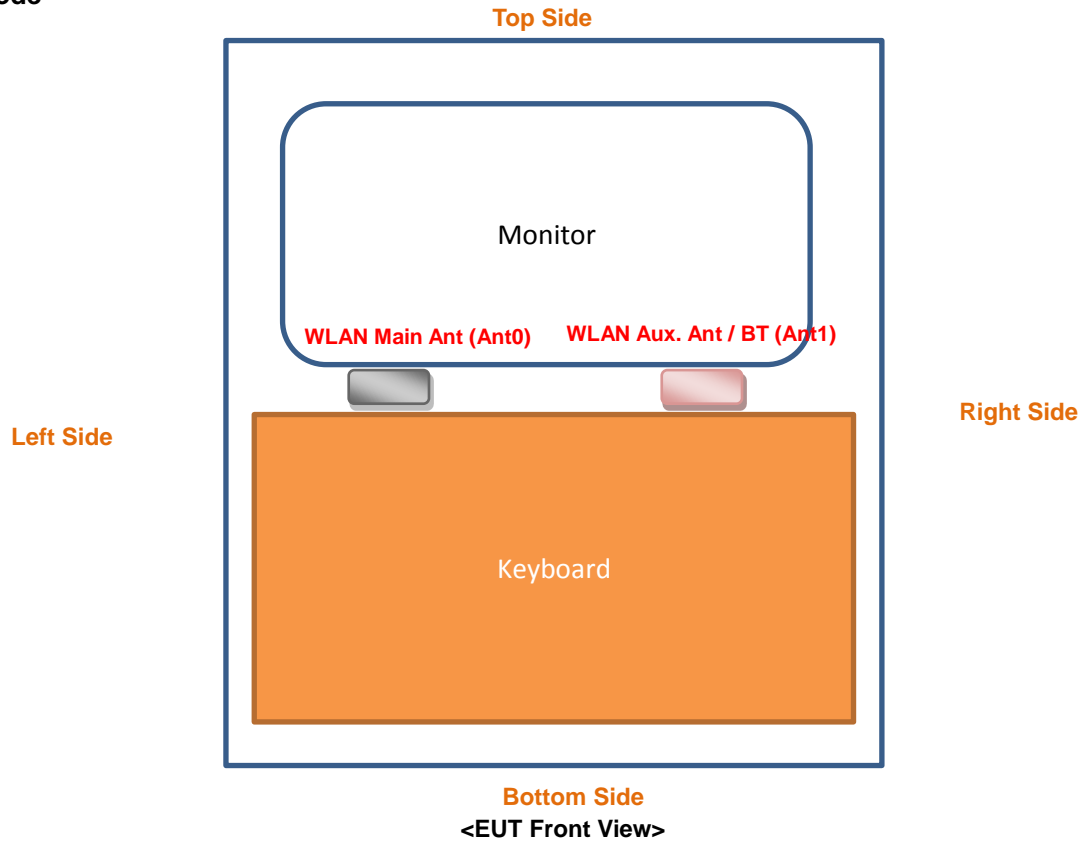 Top Side
Monitor
WLAN Main Ant (Ant0)
WLAN Aux. Ant / BT (Ant1)
Left Side
Right Side
Keyboard
Bottom Side
<EUT Front View>